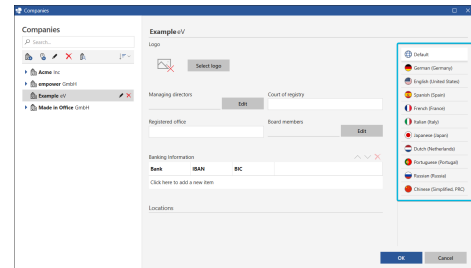 Companies
Companies
Search...
Acme Inc
empower GmbH
Example eV
Made in Office GmbH
Example eV
Logo
Select logo
Managing directors
Edit
Court of registry
Registered office
Board members
Edit
Banking Information
Bank IBAN BIC
Click here to add a new item
Locations
Default
German (Germany)
English (United States)
Spanish (Spain)
French (France)
Italian (Italy)
Japanese (Japan)
Dutch (Netherlands)
Portuguese (Portugal)
Russian (Russia)
Chinese (Simplified, PRC)
OK Cancel